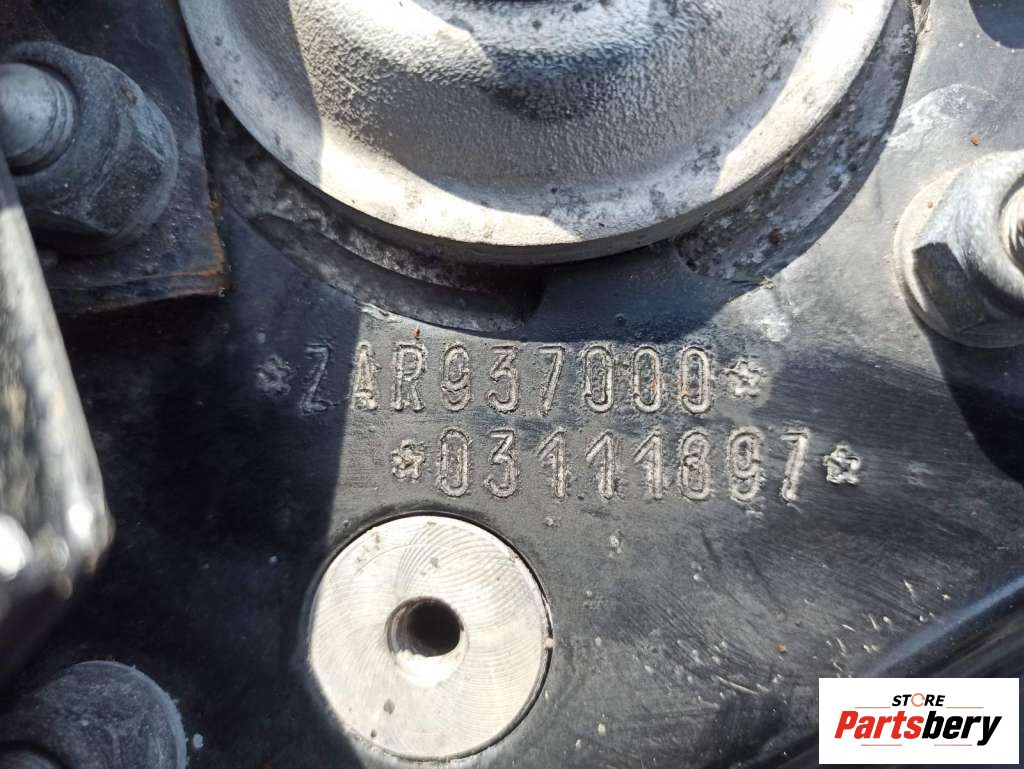 *ZAR937000*
*03111897*
STORE
Partsbery